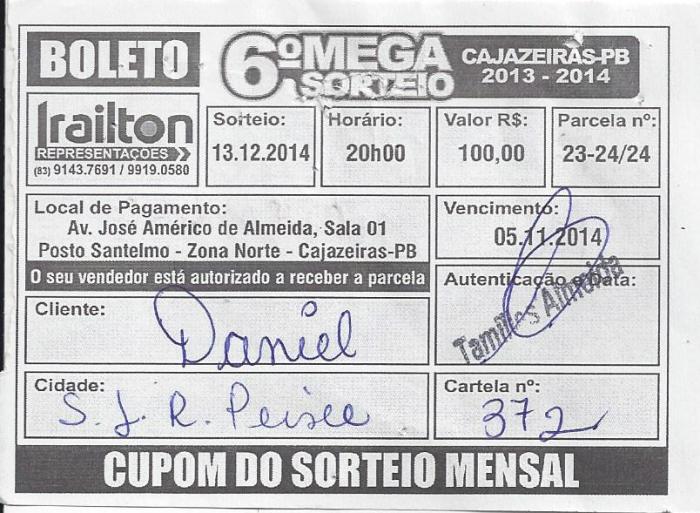 BOLETO
6º MEGA SORTEIO
CAJAZEIRAS-PB
2013 - 2014
Irailton
REPRESENTAÇÕES
(83) 9143.7691 / 9919.0580
Sorteio:
13.12.2014
Horário:
20h00
Valor R$:
100,00
Parcela nº:
23-24/24
Local de Pagamento:
Av. José Américo de Almeida, Sala 01
Posto Santelmo - Zona Norte - Cajazeiras-PB
O seu vendedor está autorizado a receber a parcela
Vencimento:
05.11.2014
Autenticação e Data:
Tamilles Almeida
Cliente:
Daniel
Cidade:
S. J. R. Peixe
Cartela nº:
372
CUPOM DO SORTEIO MENSAL